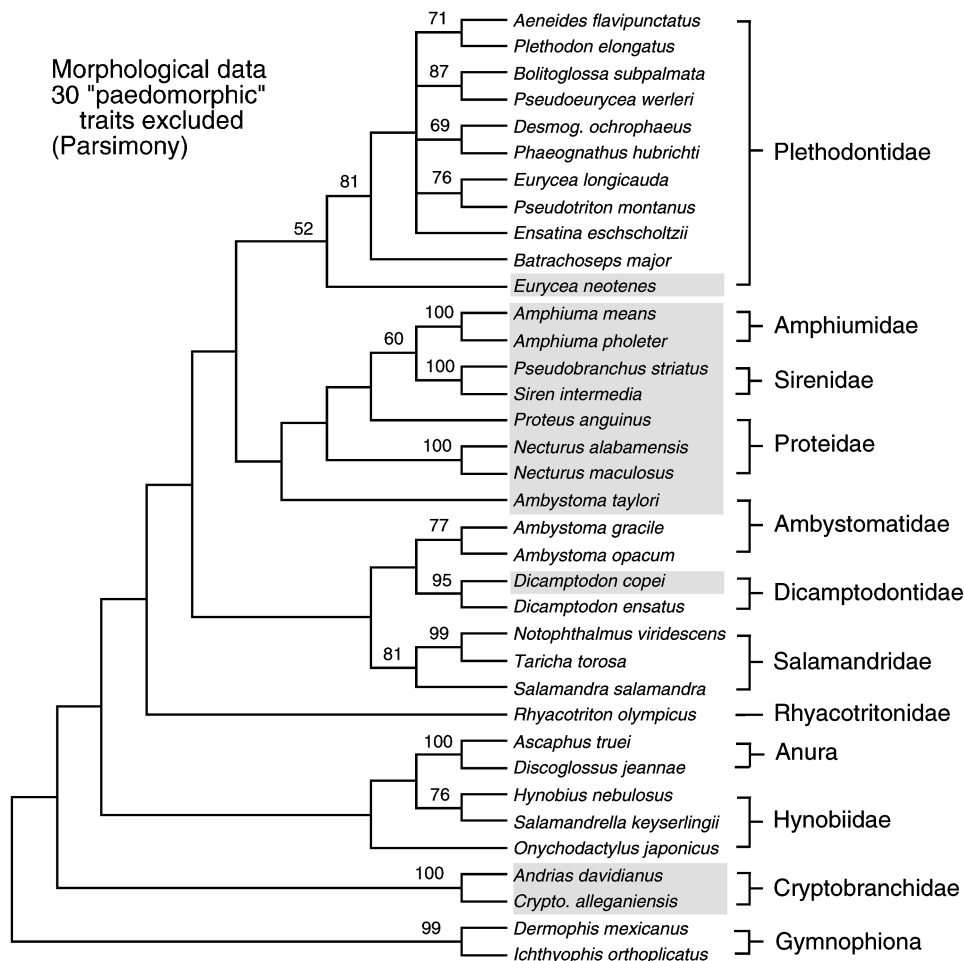 Morphological data
30 "paedomorphic"
traits excluded
(Parsimony)
71
Aeneides flavipunctatus
Plethodon elongatus
87
Bolitoglossa subpalmata
Pseudoeurycea werleri
69
Desmog. ochrophaeus
Phaeognathus hubrichti
Plethodontidae
76
Eurycea longicauda
Pseudotriton montanus
81
Ensatina eschscholtzii
52
Batrachoseps major
Eurycea neotenes
100
Amphiuma means
Amphiuma pholeter
Amphiumidae
60
100
Pseudobranchus striatus
Siren intermedia
Sirenidae
Proteus anguinus
100
Necturus alabamensis
Necturus maculosus
Proteidae
Ambystoma taylori
77
Ambystoma gracile
Ambystoma opacum
Ambystomatidae
95
Dicamptodon copei
Dicamptodon ensatus
Dicamptodontidae
99
Notophthalmus viridescens
81
Taricha torosa
Salamandra salamandra
Salamandridae
Rhyacotriton olympicus
Rhyacotritonidae
100
Ascaphus truei
Discoglossus jeannae
Anura
76
Hynobius nebulosus
Salamandrella keyserlingii
Onychodactylus japonicus
Hynobiidae
100
Andrias davidianus
Crypto. alleganiensis
Cryptobranchidae
99
Dermophis mexicanus
Ichthyophis orthoplicatus
Gymnophiona